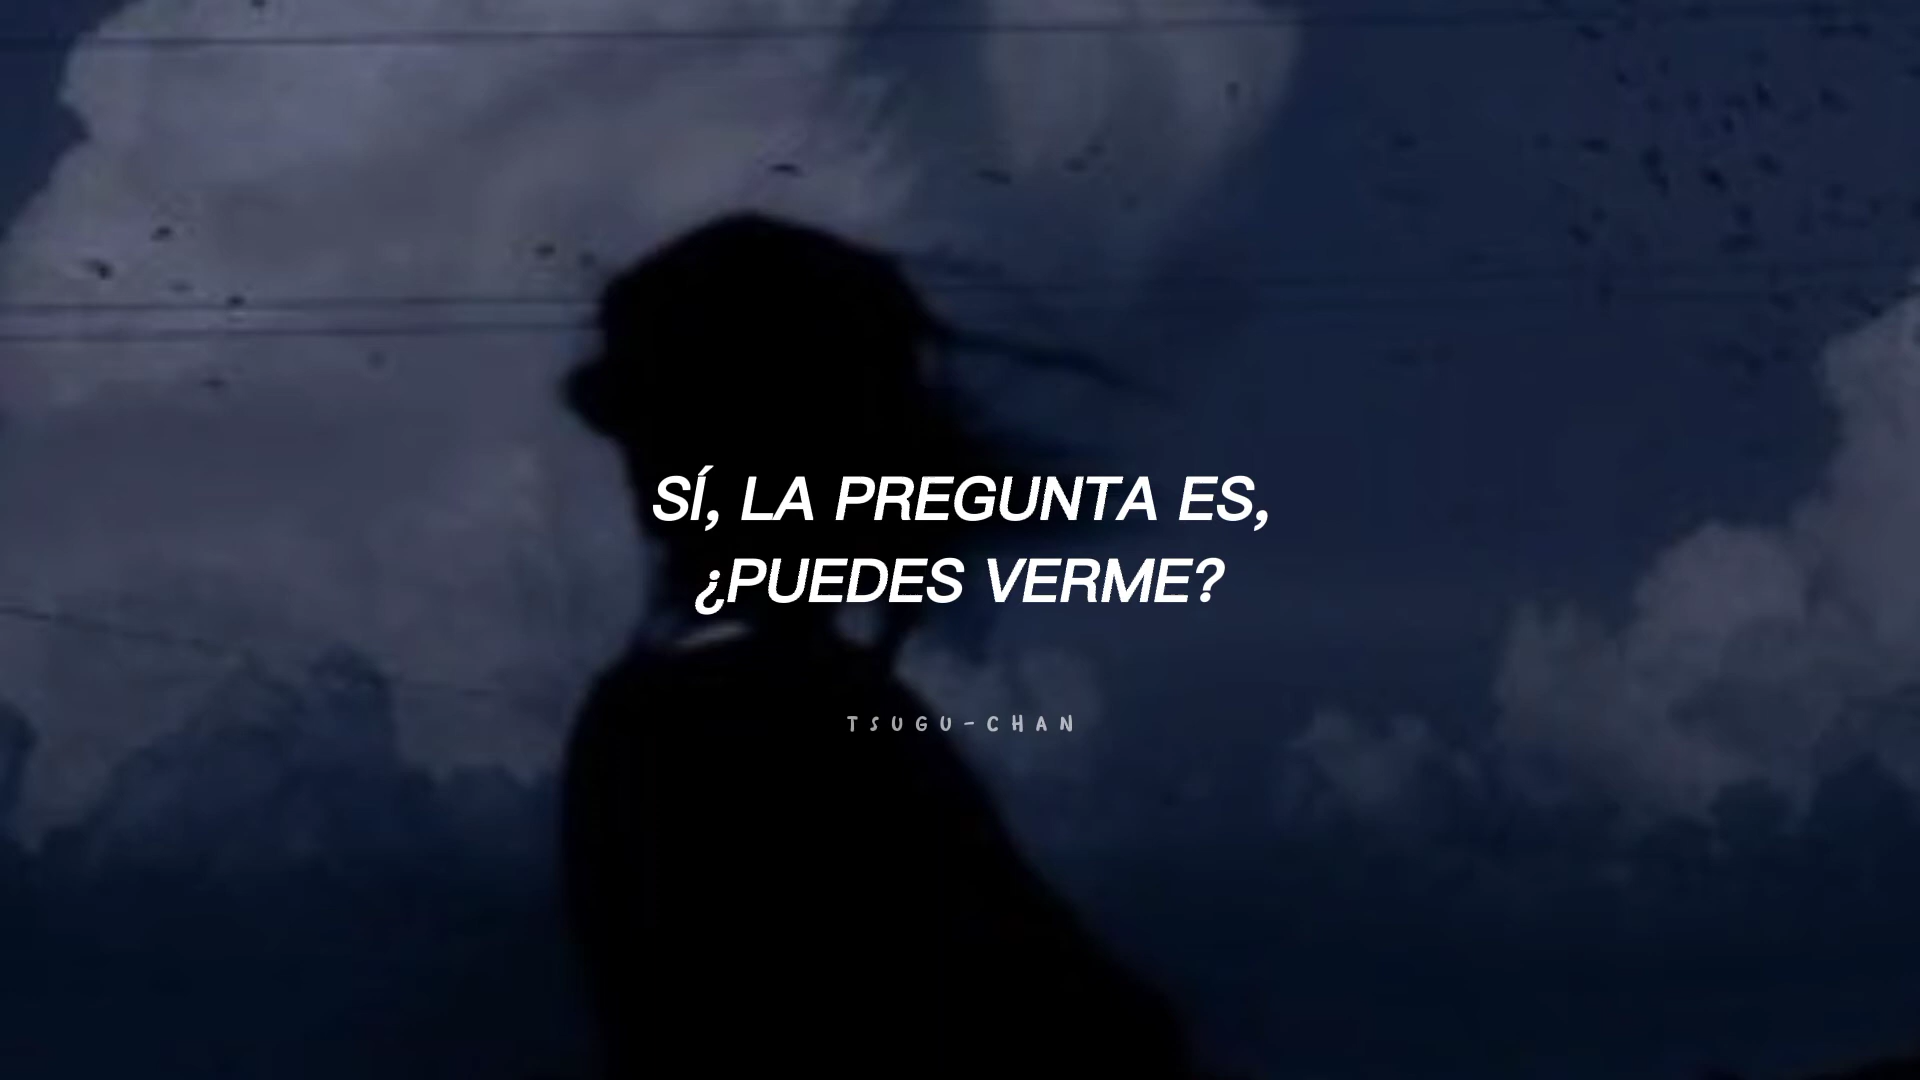 SÍ, LA PREGUNTA ES,
¿PUEDES VERME?
TSUGU-CHAN